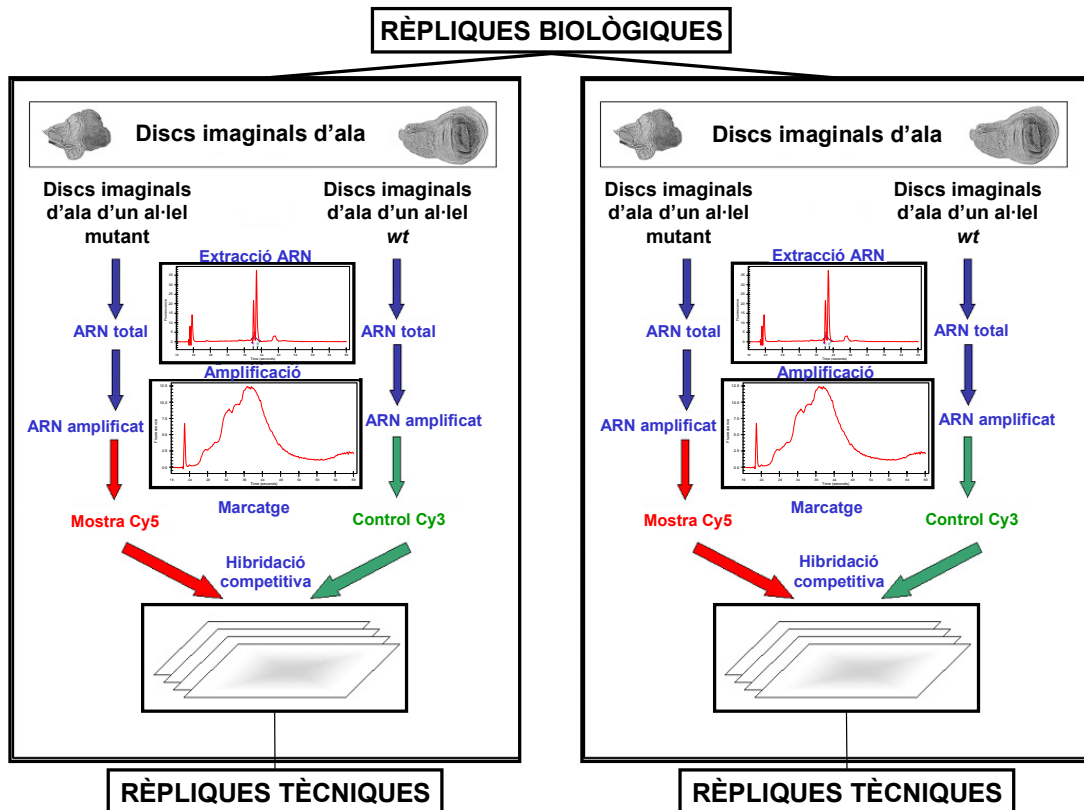 RÈPLIQUES BIOLÒGIQUES
Discs imaginals d'ala
Discs imaginals
d'ala d'un al·lel
mutant
Discs imaginals
d'ala d'un al·lel
wt
Extracció ARN
ARN total
ARN total
Amplificació
ARN amplificat
ARN amplificat
Marcatge
Mostra Cy5
Control Cy3
Hibridació
competitiva
RÈPLIQUES TÈCNIQUES
Discs imaginals d'ala
Discs imaginals
d'ala d'un al·lel
mutant
Discs imaginals
d'ala d'un al·lel
wt
Extracció ARN
ARN total
ARN total
Amplificació
ARN amplificat
ARN amplificat
Marcatge
Mostra Cy5
Control Cy3
Hibridació
competitiva
RÈPLIQUES TÈCNIQUES